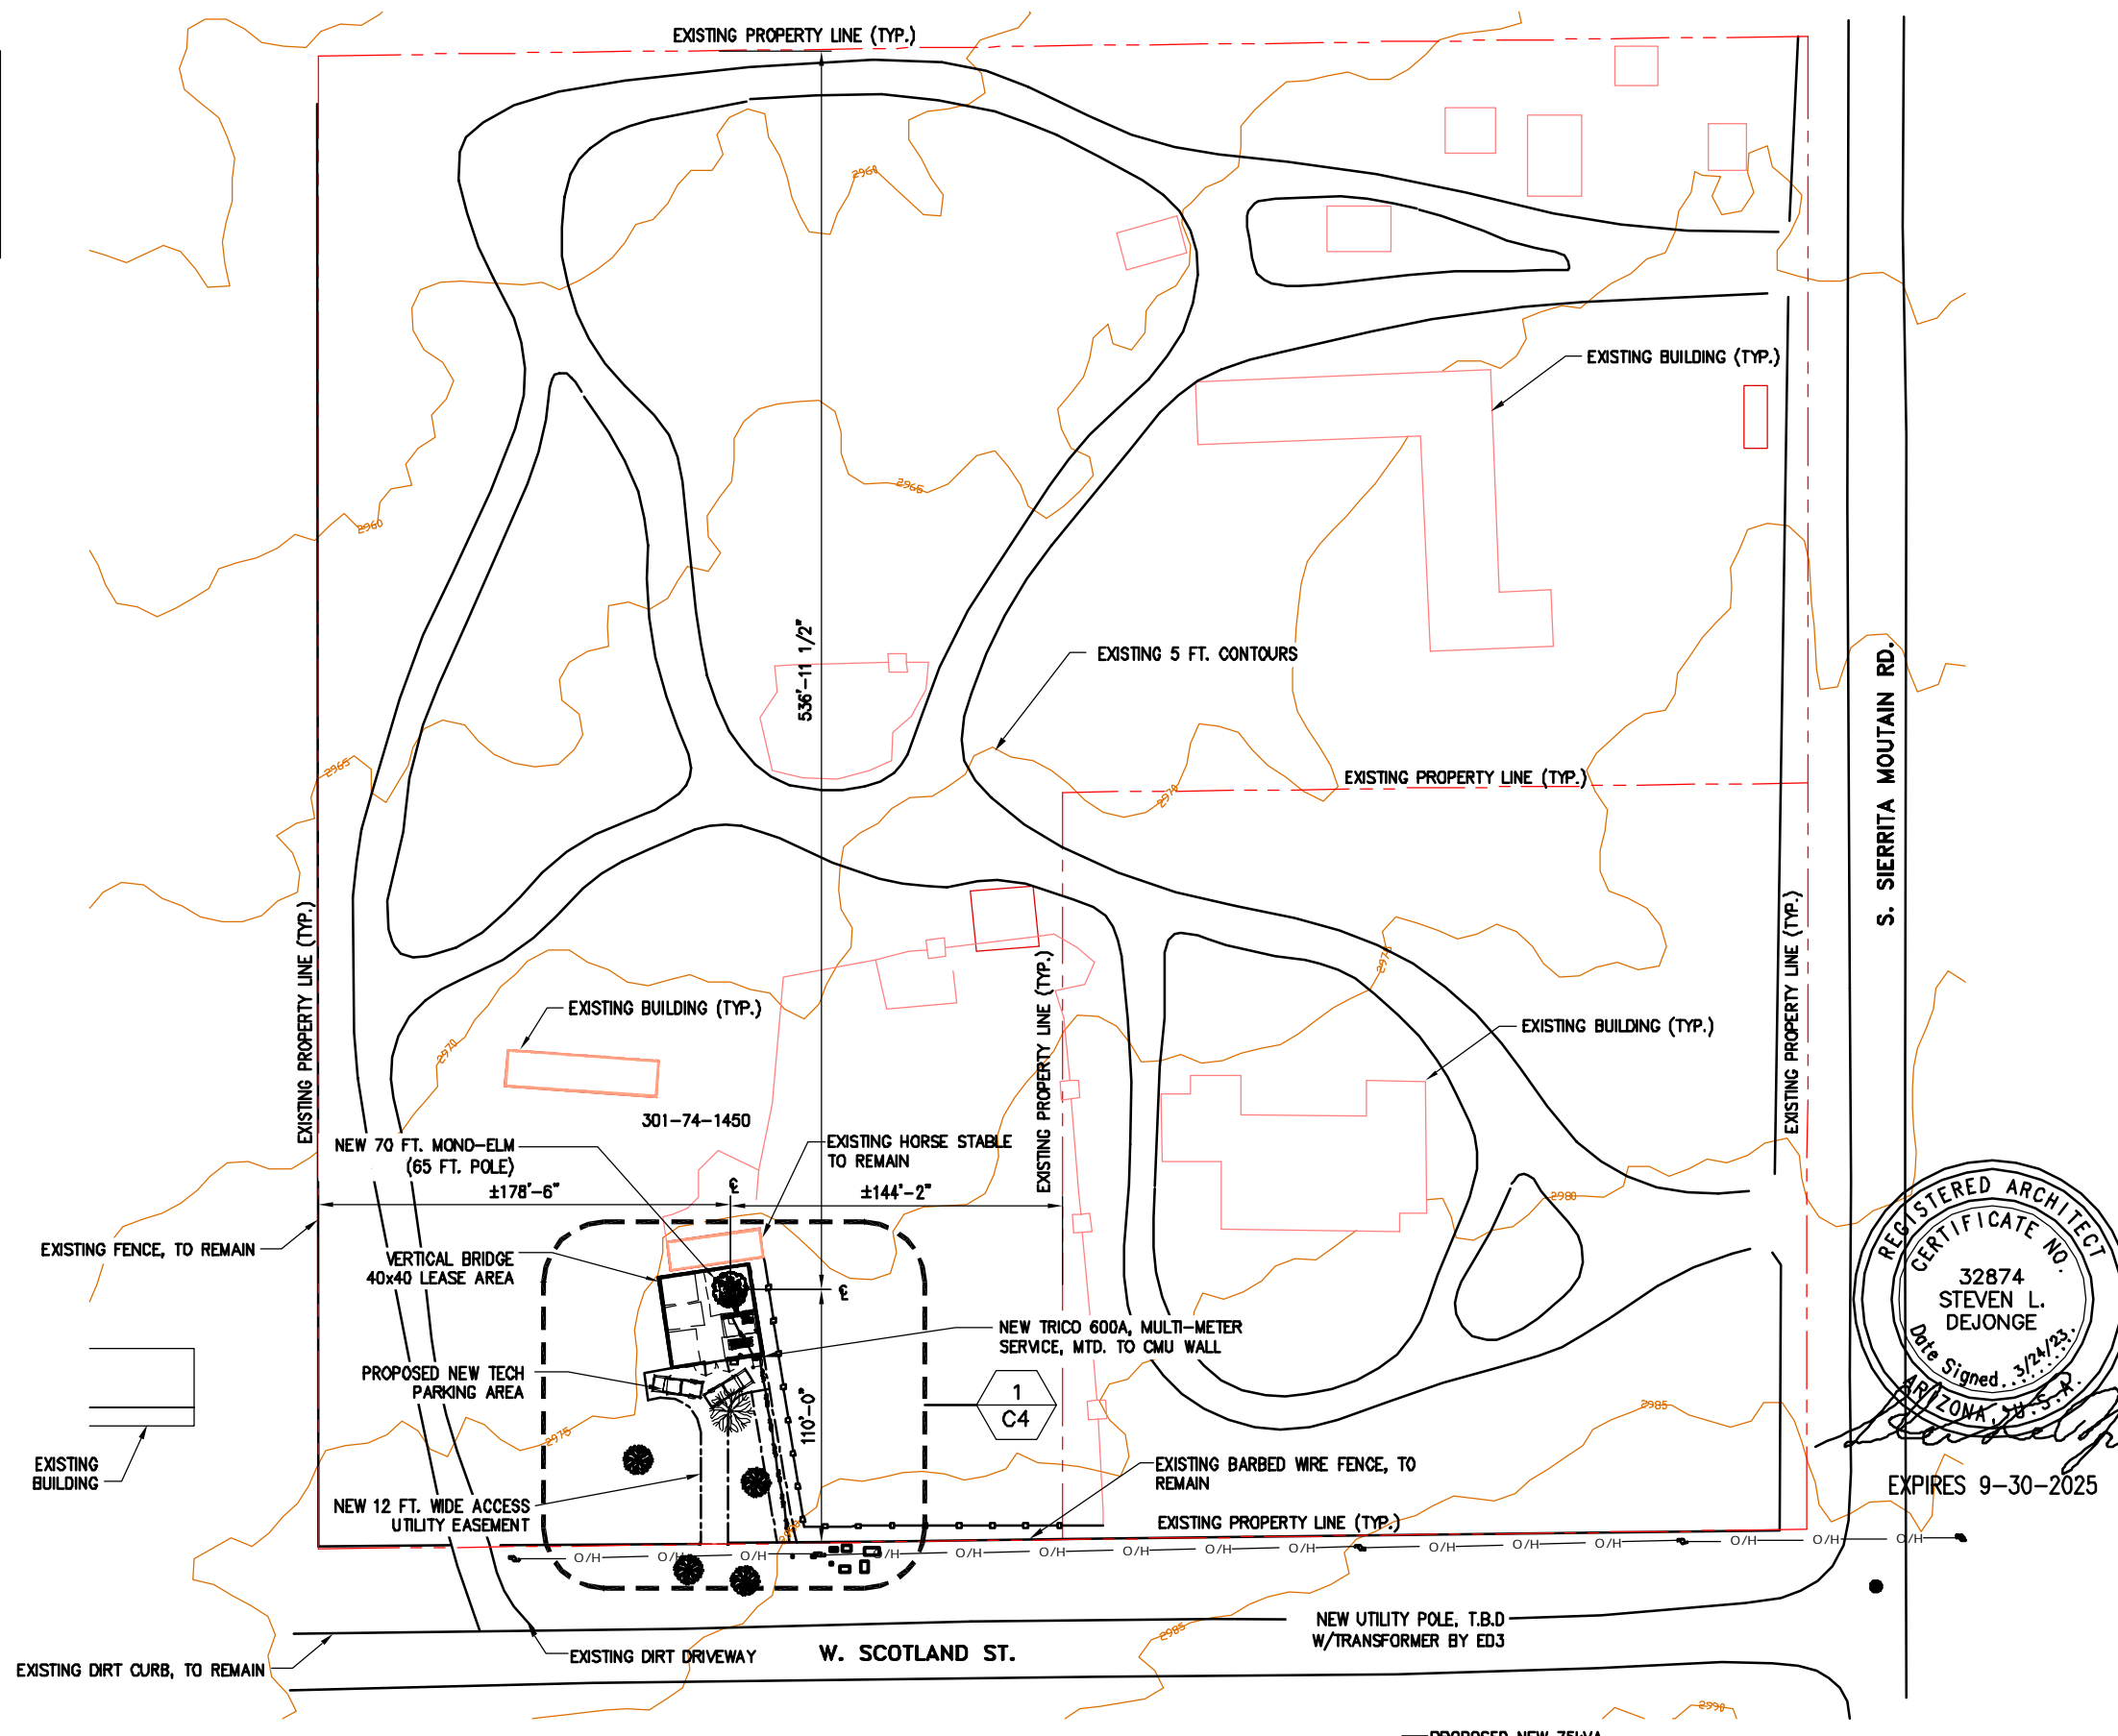 EXISTING PROPERTY LINE (TYP.)
2960
EXISTING BUILDING (TYP.)
2965
2960
536'-11 1/2"
EXISTING 5 FT. CONTOURS
S. SIERRITA MOUTAIN RD.
2965
EXISTING PROPERTY LINE (TYP.)
2970
EXISTING PROPERTY LINE (TYP.)
EXISTING PROPERTY LINE (TYP.)
EXISTING PROPERTY LINE (TYP.)
EXISTING BUILDING (TYP.)
EXISTING BUILDING (TYP.)
2970
301-74-1450
NEW 70 FT. MONO-ELM
(65 FT. POLE)
EXISTING HORSE STABLE
TO REMAIN
±178'-6"
±144'-2"
2980
EXISTING FENCE, TO REMAIN
VERTICAL BRIDGE
40x40 LEASE AREA
REGISTERED ARCHITECT
CERTIFICATE NO.
32874
STEVEN L.
DEJONGE
Date Signed..3/24/23.
ARIZONA, U.S.A.
NEW TRICO 600A, MULTI-METER
SERVICE, MTD. TO CMU WALL
PROPOSED NEW TECH
PARKING AREA
1
C4
110'-0"
2985
2975
EXISTING
BUILDING
EXISTING BARBED WIRE FENCE, TO
REMAIN
EXPIRES 9-30-2025
NEW 12 FT. WIDE ACCESS
UTILITY EASEMENT
EXISTING PROPERTY LINE (TYP.)
O/H O/H O/H O/H O/H O/H O/H O/H O/H O/H O/H O/H O/H O/H O/H O/H
NEW UTILITY POLE, T.B.D
W/TRANSFORMER BY ED3
2985
EXISTING DIRT CURB, TO REMAIN
EXISTING DIRT DRIVEWAY
W. SCOTLAND ST.
2990
PROPOSED NEW 75kVA